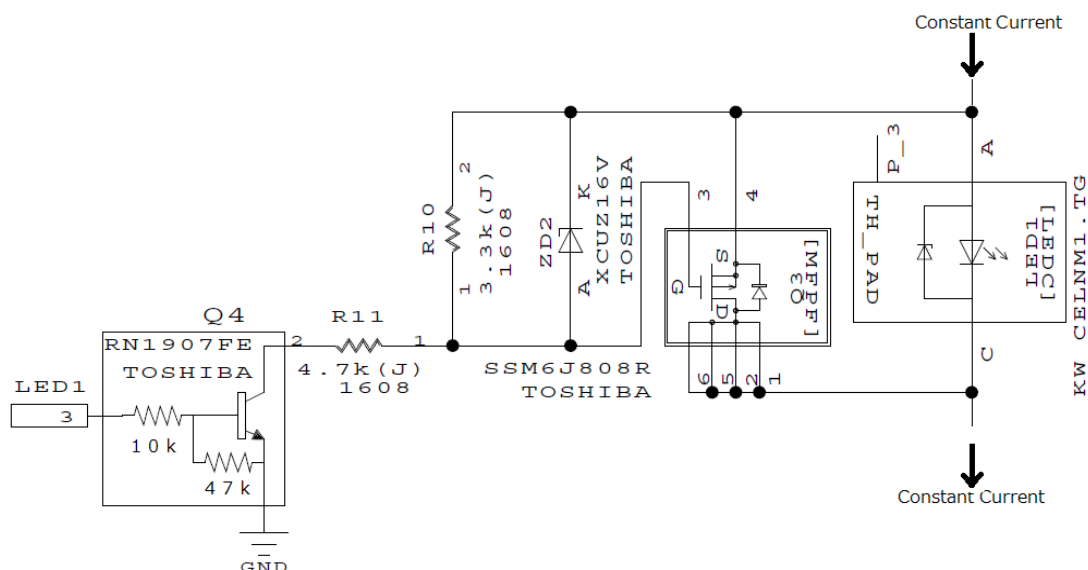 Constant Current
R10
1
2
3.3k(J)
1608
ZD2
A
K
XCUZ16V
TOSHIBA
3
4
G
S
D
[MFPF]
Q3
6
5
2
1
SSM6J808R
TOSHIBA
P_3
TH_PAD
A
C
[LEDC]
LED1
KW CELNM1.TG
Q4
RN1907FE
TOSHIBA
2
R11
1
4.7k(J)
1608
LED1
3
10k
47k
GND
Constant Current